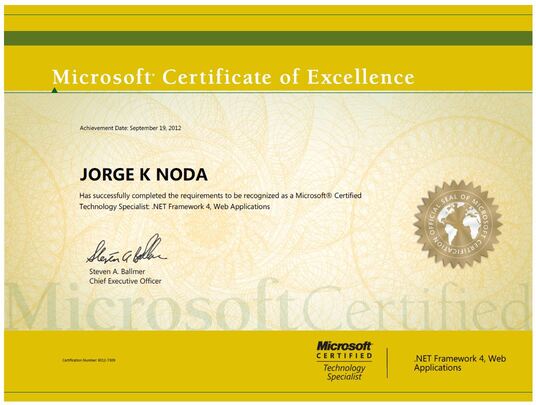 Microsoft® Certificate of Excellence
Achievement Date: September 19, 2012
JORGE K NODA
Has successfully completed the requirements to be recognized as a Microsoft® Certified
Technology Specialist: .NET Framework 4, Web Applications
OFFICIAL SEAL OF MICROSOFT CERTIFICATION
Steven A. Ballmer
Steven A. Ballmer
Chief Executive Officer
Microsoft Certified
Certification Number:
Microsoft®
CERTIFIED
Technology
Specialist
.NET Framework 4, Web
Applications